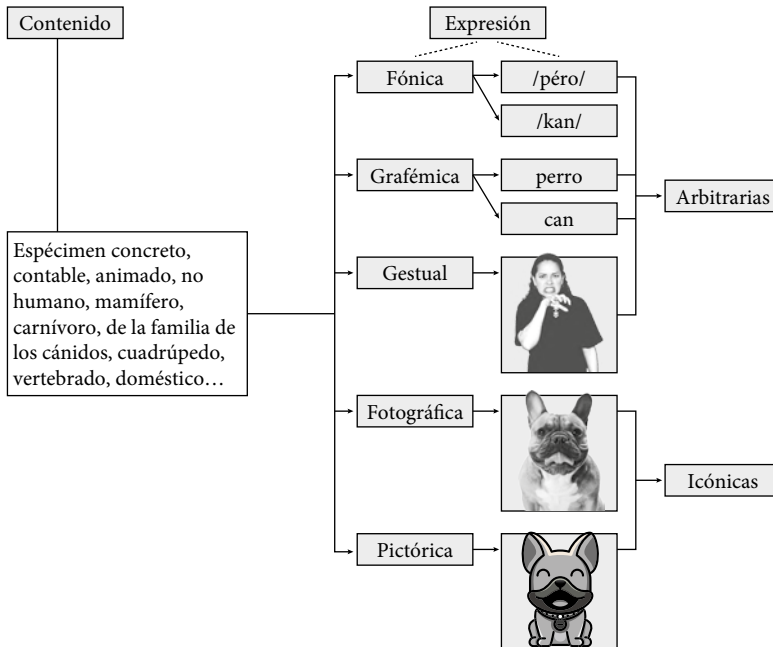 Contenido
Expresión
Fónica
/péro/
/kan/
Grafémica
perro
can
Arbitrarias
Espécimen concreto,
contable, animado, no
humano, mamífero,
carnívoro, de la familia de
los cánidos, cuadrúpedo,
vertebrado, doméstico…
Gestual
Fotográfica
Icónicas
Pictórica